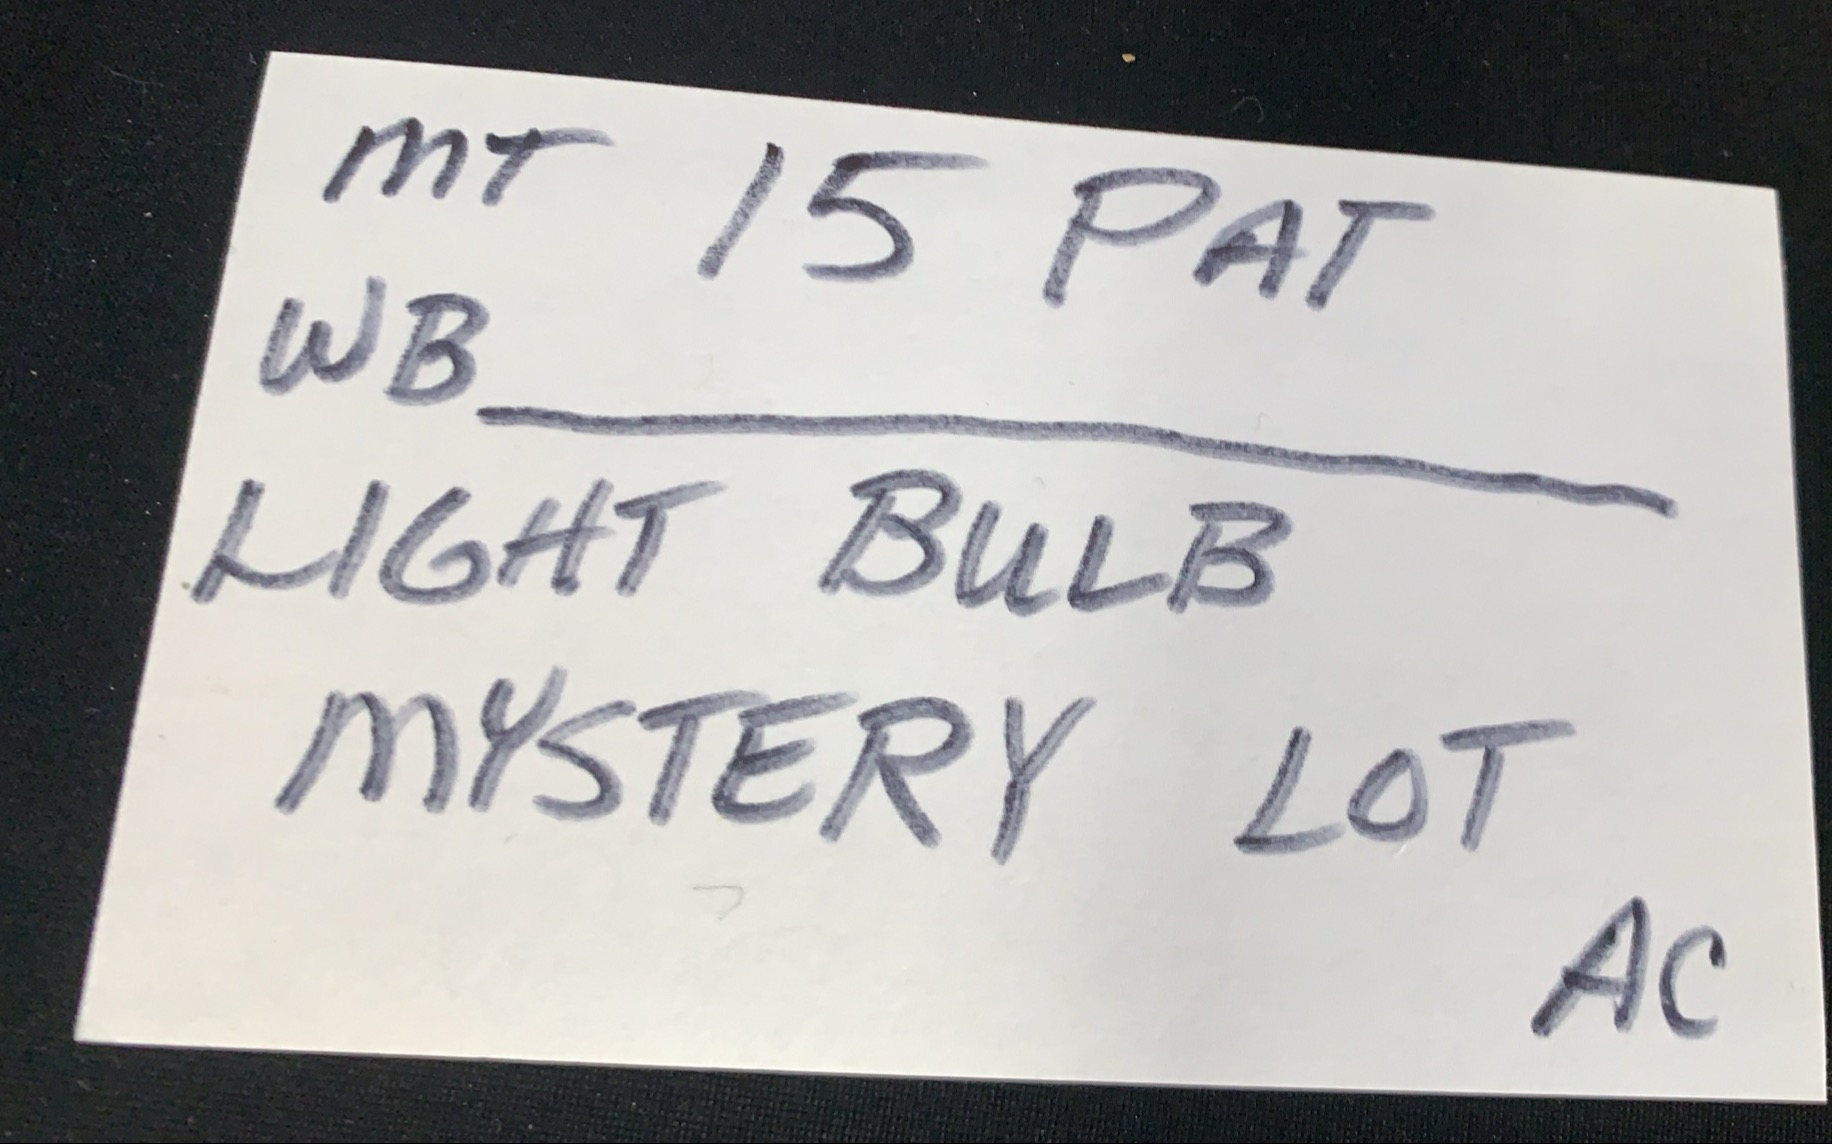 MT 15 PAT
WB
LIGHT BULB
MYSTERY LOT
AC